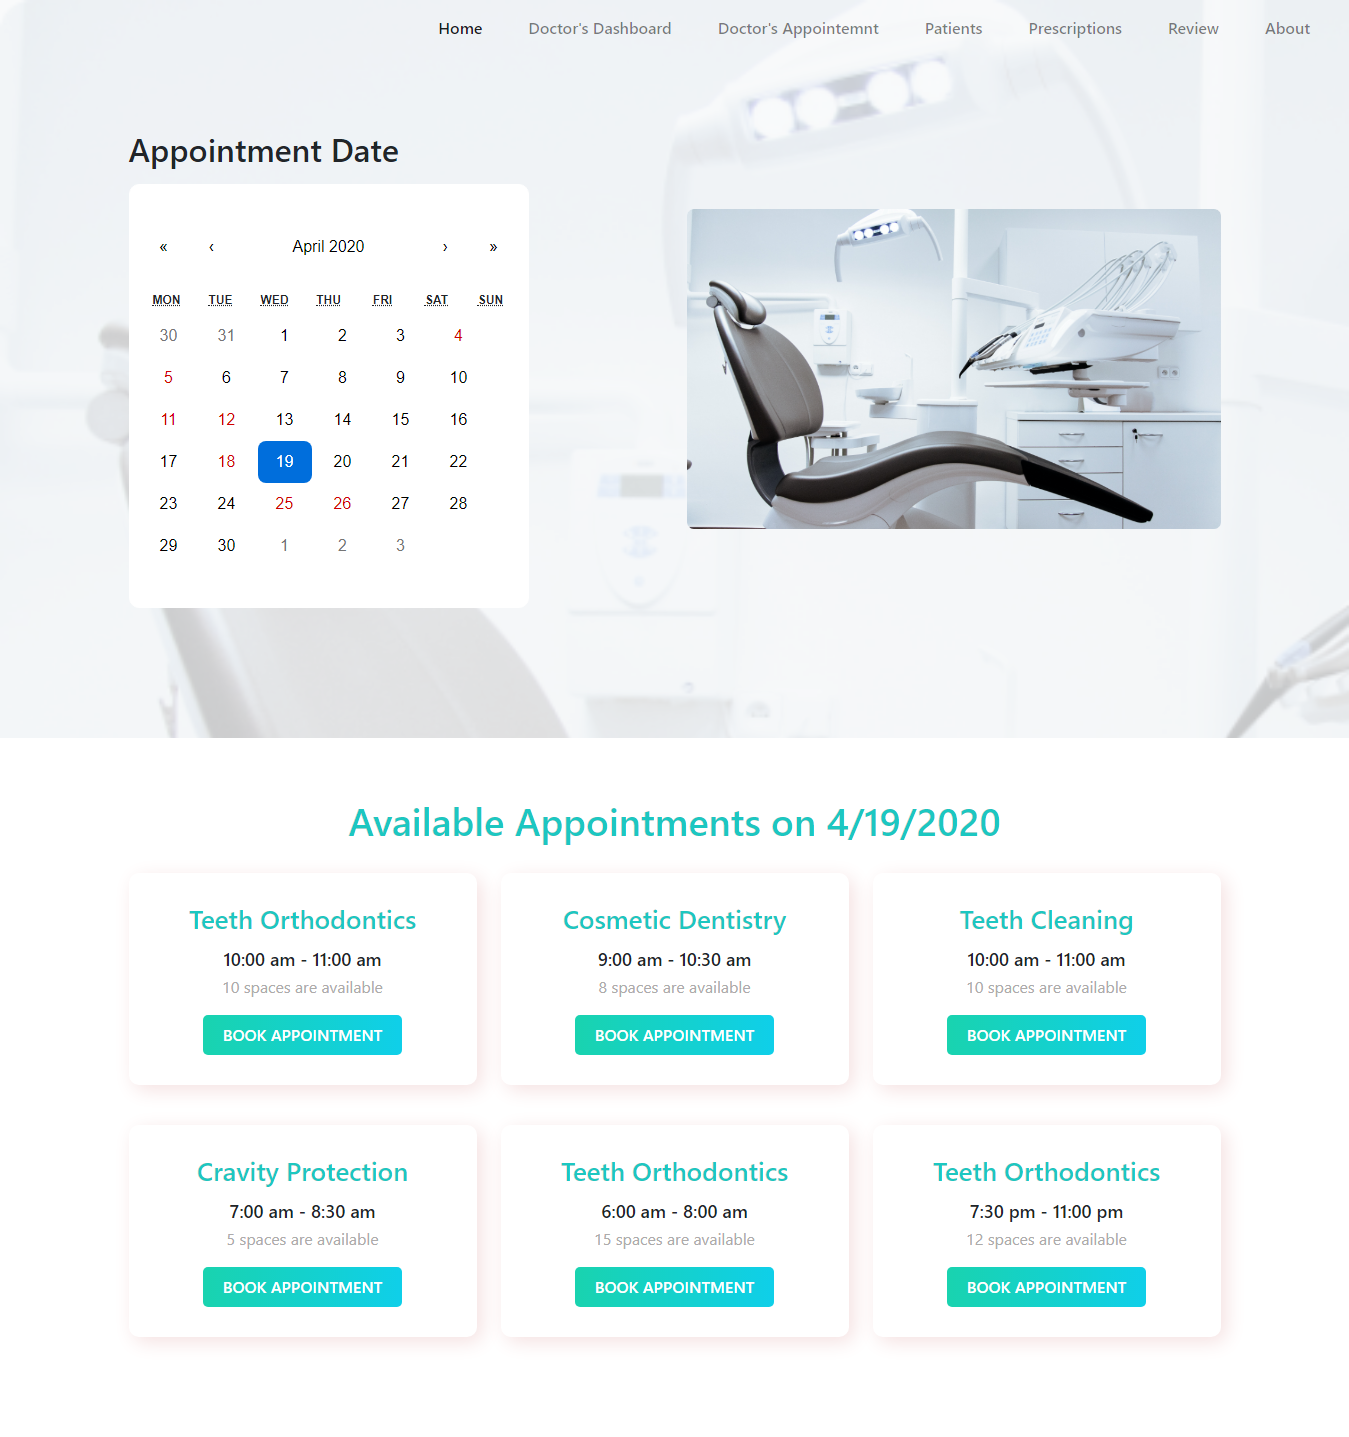 Home Doctor's Dashboard Doctor's Appointemnt Patients Prescriptions Review About
Appointment Date
« ‹ April 2020 › »
MON TUE WED THU FRI SAT SUN
30 31 1 2 3 4
5 6 7 8 9 10
11 12 13 14 15 16
17 18 19 20 21 22
23 24 25 26 27 28
29 30 1 2 3
Available Appointments on 4/19/2020
Teeth Orthodontics
10:00 am - 11:00 am
10 spaces are available
BOOK APPOINTMENT
Cosmetic Dentistry
9:00 am - 10:30 am
8 spaces are available
BOOK APPOINTMENT
Teeth Cleaning
10:00 am - 11:00 am
10 spaces are available
BOOK APPOINTMENT
Cravity Protection
7:00 am - 8:30 am
5 spaces are available
BOOK APPOINTMENT
Teeth Orthodontics
6:00 am - 8:00 am
15 spaces are available
BOOK APPOINTMENT
Teeth Orthodontics
7:30 pm - 11:00 pm
12 spaces are available
BOOK APPOINTMENT